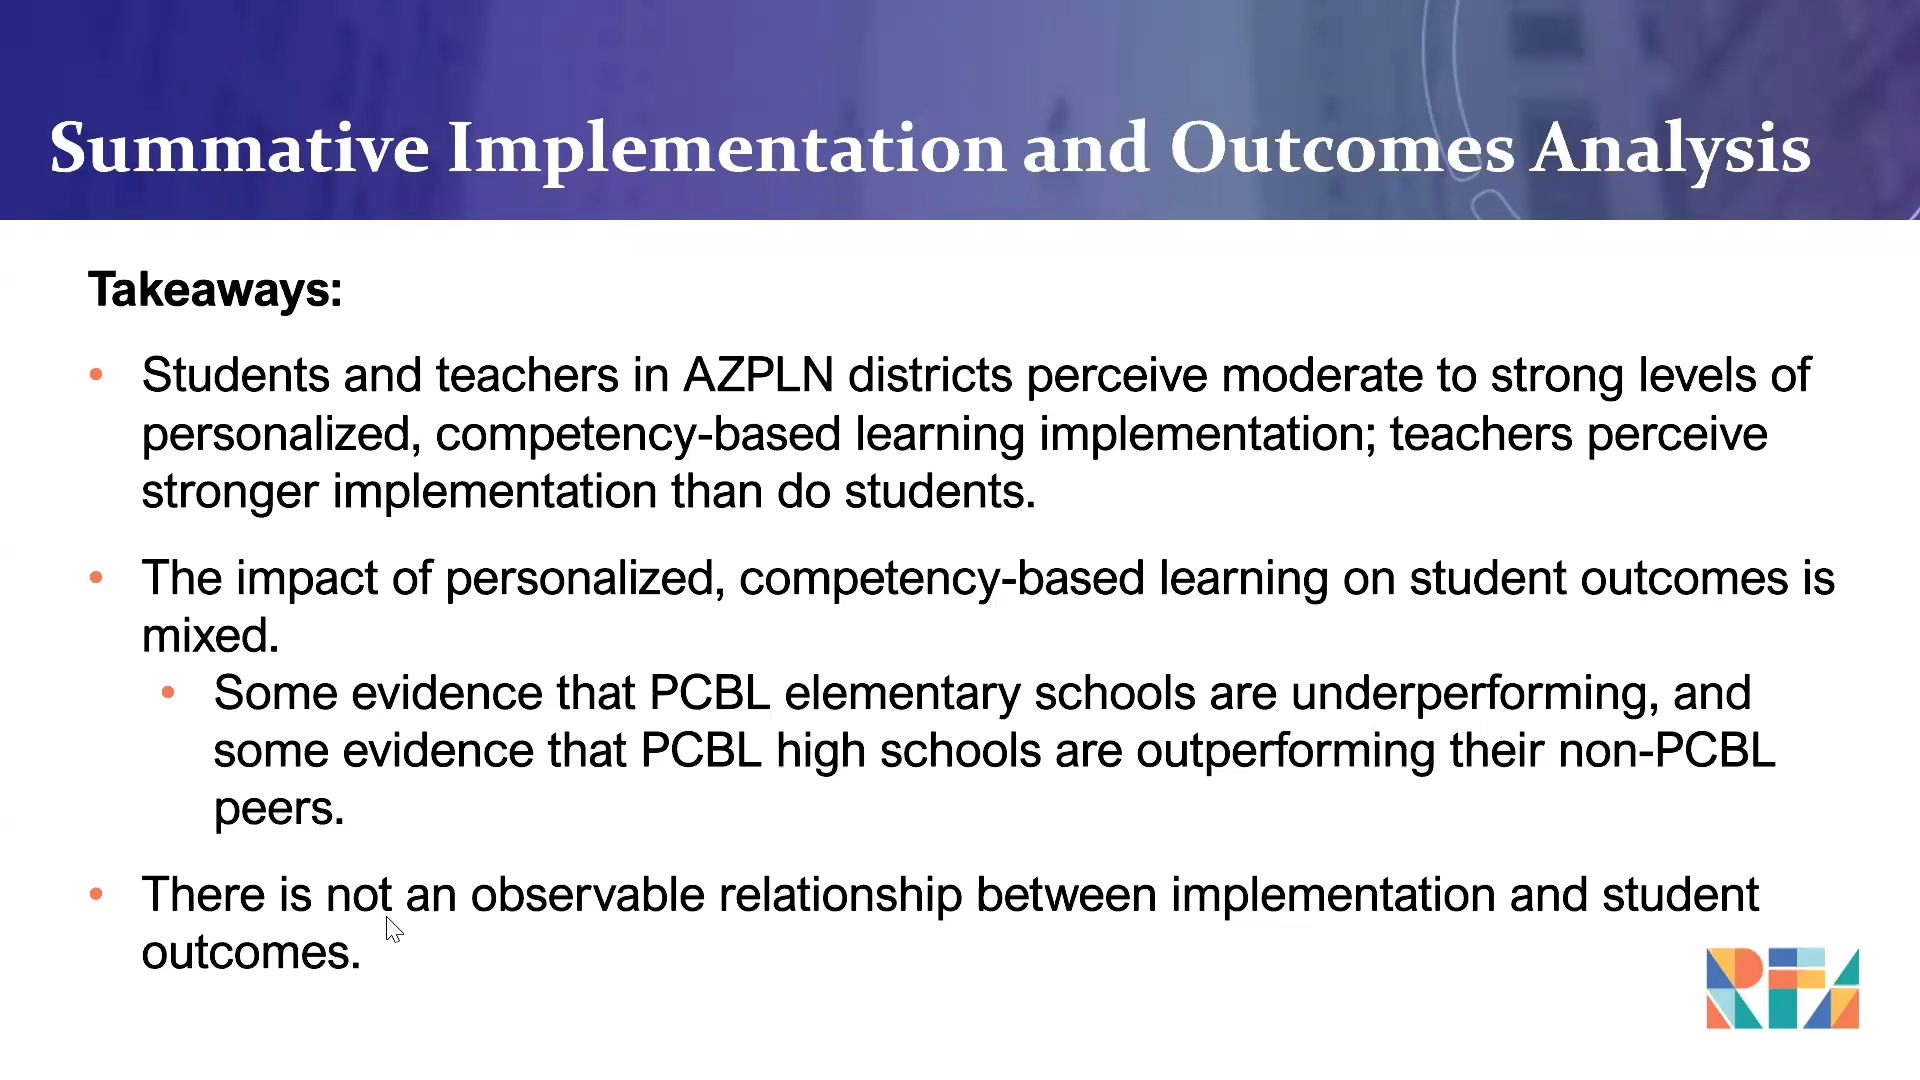 Summative Implementation and Outcomes Analysis
Takeaways:
• Students and teachers in AZPLN districts perceive moderate to strong levels of
personalized, competency-based learning implementation; teachers perceive
stronger implementation than do students.
• The impact of personalized, competency-based learning on student outcomes is
mixed.
• Some evidence that PCBL elementary schools are underperforming, and
some evidence that PCBL high schools are outperforming their non-PCBL
peers.
• There is not an observable relationship between implementation and student
outcomes.
RFA